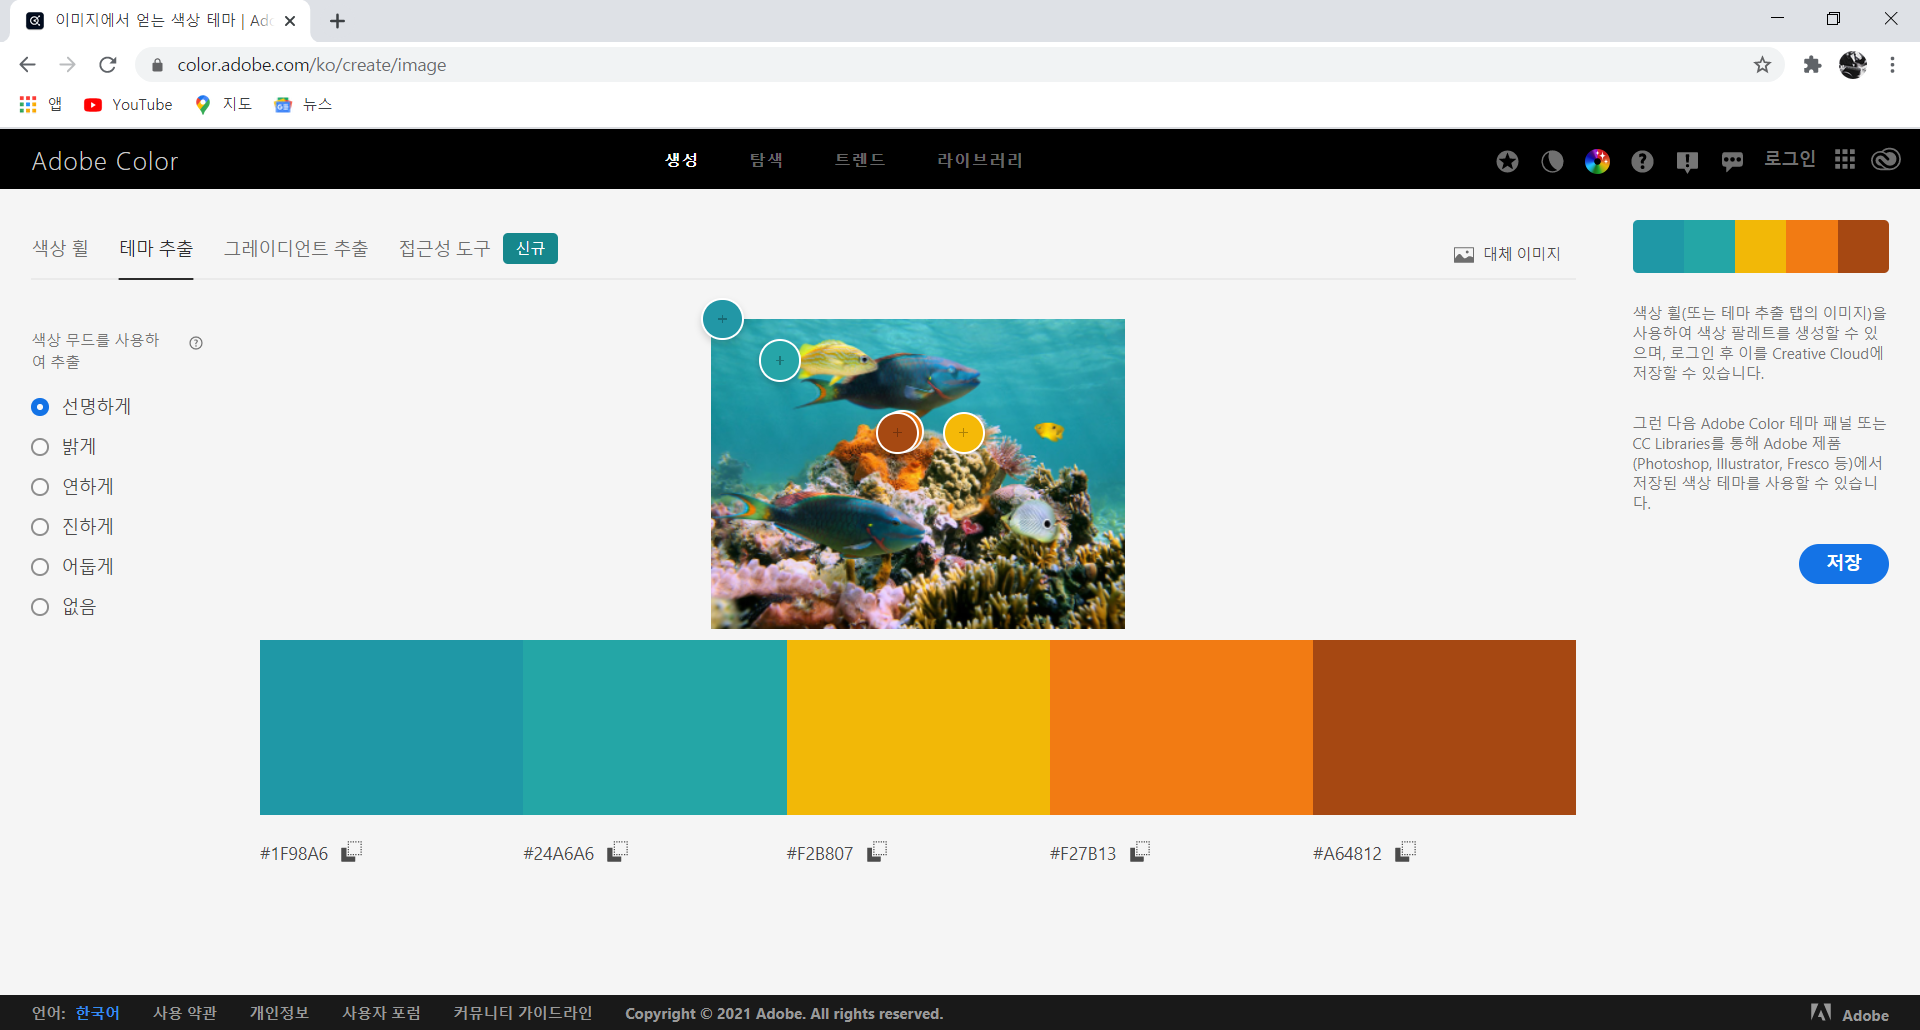 이미지에서 얻는 색상 테마 | Ad
color.adobe.com/ko/create/image
앱 YouTube 지도 뉴스
Adobe Color 생성 탐색 트렌드 라이브러리 로그인
색상 휠 테마 추출 그레이디언트 추출 접근성 도구 신규
대체 이미지
색상 무드를 사용하
여 추출
선명하게
밝게
연하게
진하게
어둡게
없음
#1F98A6 #24A6A6 #F2B807 #F27B13 #A64812
색상 휠(또는 테마 추출 탭의 이미지)을
사용하여 색상 팔레트를 생성할 수 있
으며, 로그인 후 이를 Creative Cloud에
저장할 수 있습니다.
그런 다음 Adobe Color 테마 패널 또는
CC Libraries를 통해 Adobe 제품
(Photoshop, Illustrator, Fresco 등)에서
저장된 색상 테마를 사용할 수 있습니
다.
저장
언어: 한국어 사용 약관 개인정보 사용자 포럼 커뮤니티 가이드라인 Copyright © 2021 Adobe. All rights reserved. Adobe